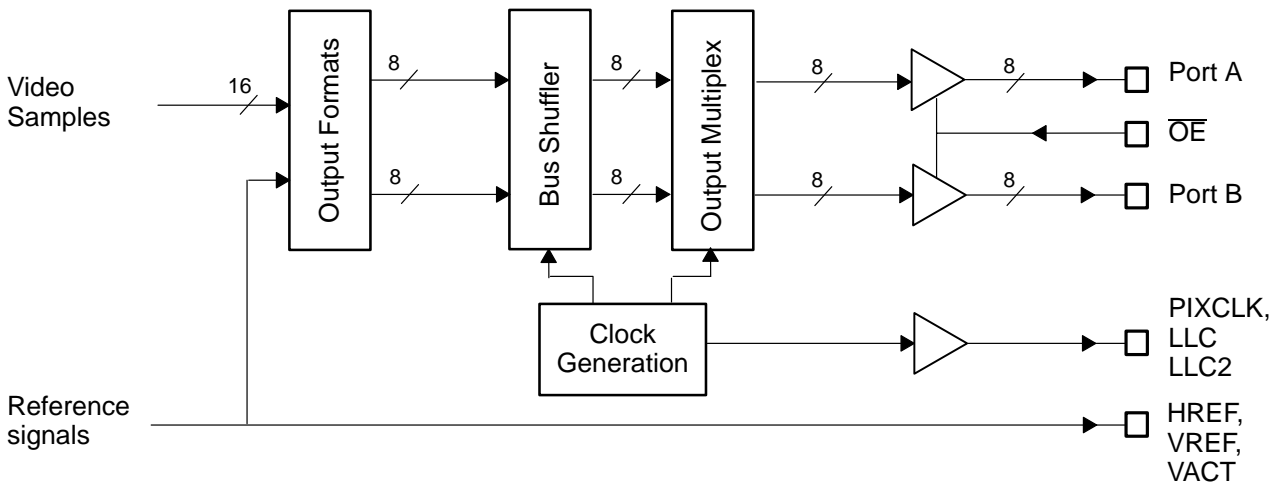 Video
Samples
16
Output Formats
8
8
Bus Shuffler
8
8
Output Multiplex
8
8
8
8
Port A
OE
Port B
Clock
Generation
PIXCLK,
LLC
LLC2
Reference
signals
HREF,
VREF,
VACT